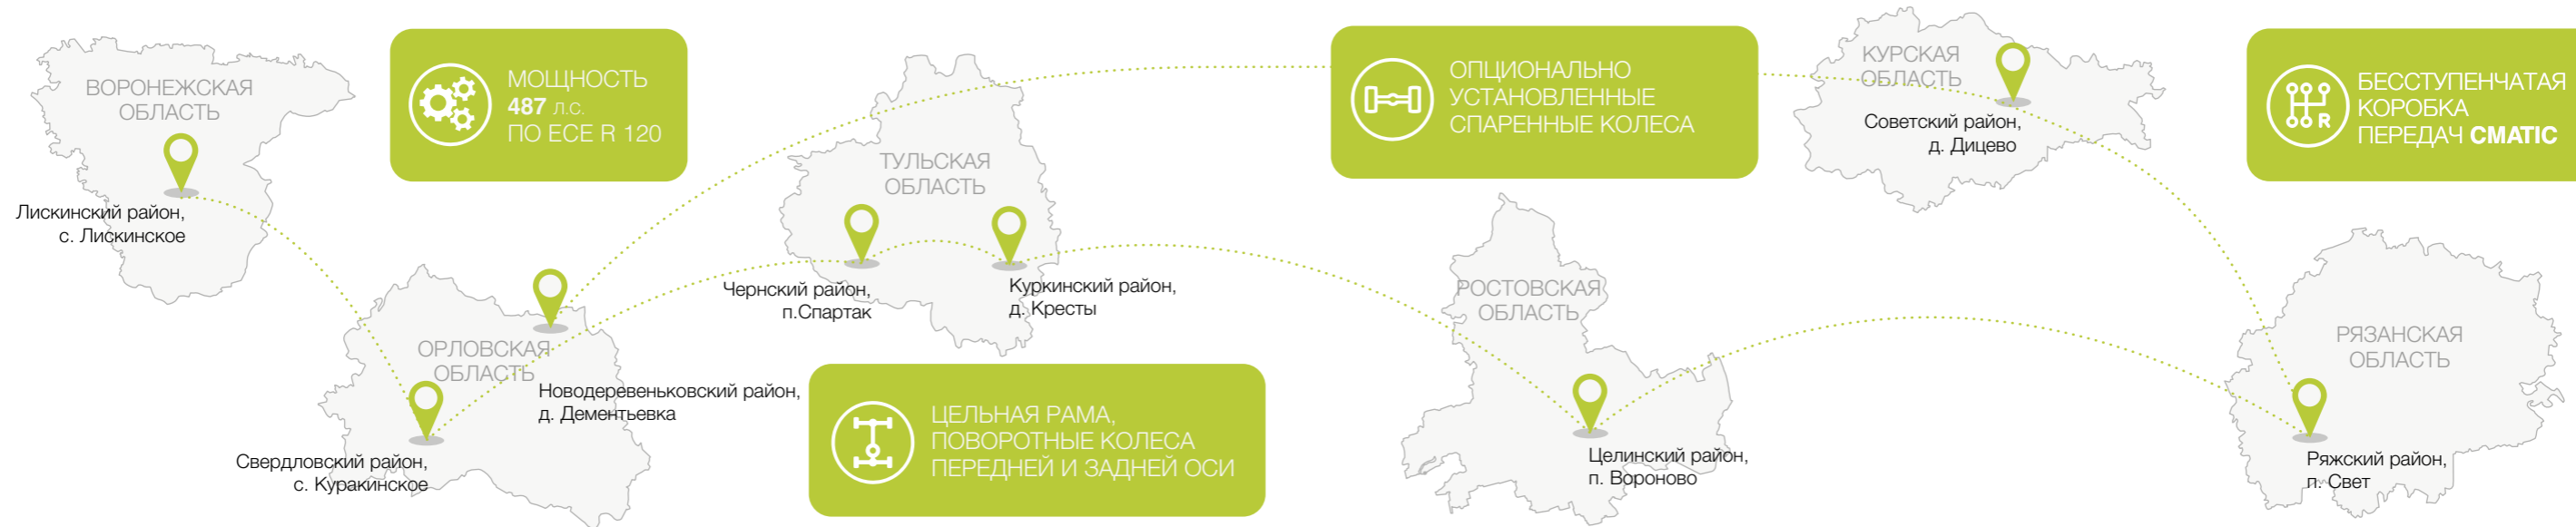 ВОРОНЕЖСКАЯ
ОБЛАСТЬ
Лискинский район,
с. Лискинское
МОЩНОСТЬ
487 л.с.
ПО ECE R 120
ОРЛОВСКАЯ
ОБЛАСТЬ
Новодеревеньковский район,
д. Дементьевка
Свердловский район,
с. Куракинское
ТУЛЬСКАЯ
ОБЛАСТЬ
Чернский район,
п.Спартак
Куркинский район,
д. Кресты
ЦЕЛЬНАЯ РАМА,
ПОВОРОТНЫЕ КОЛЕСА
ПЕРЕДНЕЙ И ЗАДНЕЙ ОСИ
ОПЦИОНАЛЬНО
УСТАНОВЛЕННЫЕ
СПАРЕННЫЕ КОЛЕСА
РОСТОВСКАЯ
ОБЛАСТЬ
Целинский район,
п. Вороново
КУРСКАЯ
ОБЛАСТЬ
Советский район,
д. Дицево
R
БЕССТУПЕНЧАТАЯ
КОРОБКА
ПЕРЕДАЧ CMATIC
РЯЗАНСКАЯ
ОБЛАСТЬ
Ряжский район,
п. Свет